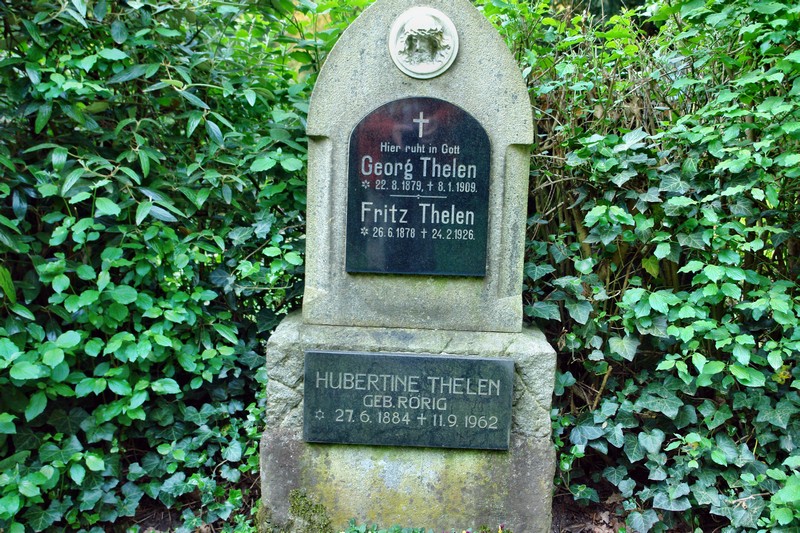 Hier ruht in Gott
Georg Thelen
✡ 22. 8. 1879, ✝ 8. 1. 1909.
Fritz Thelen
✡ 26. 6. 1878 ✝ 24. 2. 1926.
HUBERTINE THELEN
GEB. RÖRIG
✡ 27. 6. 1884 ✝ 11. 9. 1962